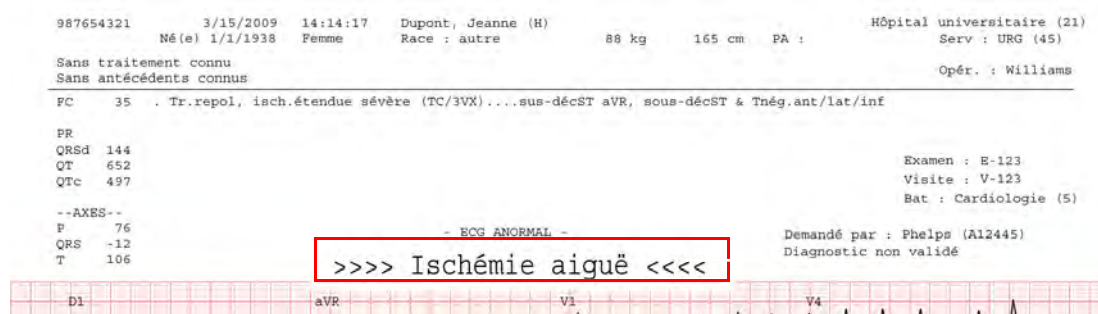 987654321 3/15/2009 14:14:17 Dupont, Jeanne (H) Hôpital universitaire (21)
Né(e) 1/1/1938 Femme Race : autre 88 kg 165 cm PA : Serv : URG (45)
Sans traitement connu
Sans antécédents connus
Opér. : Williams
FC 35 . Tr.repol, isch.étendue sévère (TC/3VX)....sus-décST aVR, sous-décST & Tnég.ant/lat/inf
PR
QRSd 144
QT 652
QTc 497
Examen : E-123
Visite : V-123
Bat : Cardiologie (5)
--AXES--
P 76
QRS -12
T 106
- ECG ANORMAL -
Demandé par : Phelps (A12445)
Diagnostic non validé
>>>> Ischémie aiguë <<<<
D1 aVR V1 V4